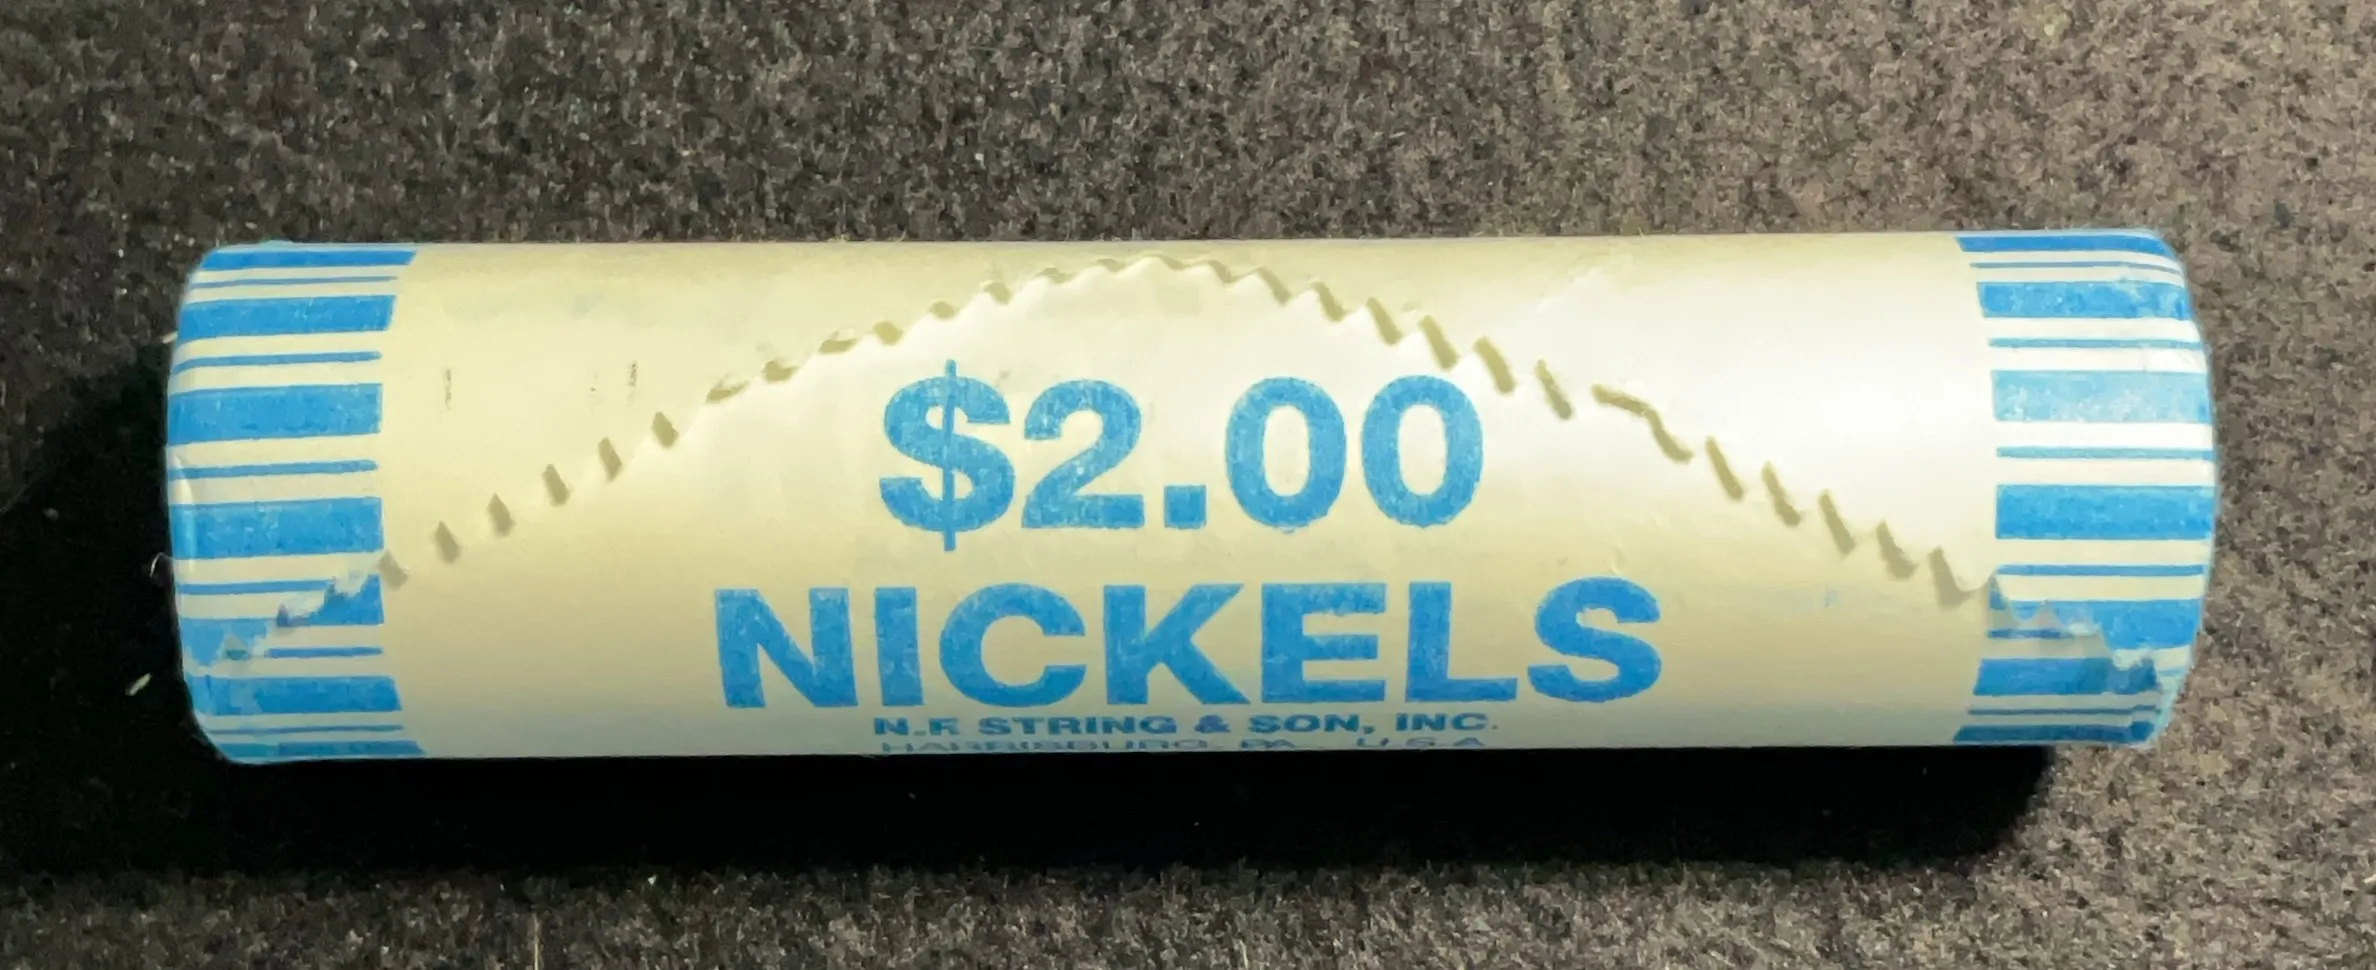 $2.00
NICKELS
N.F. STRING & SON, INC.
HARRISBURG, PA U.S.A.